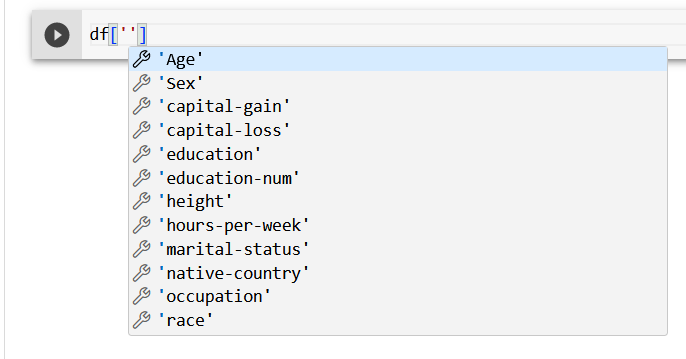 df['']
'Age'
'Sex'
'capital-gain'
'capital-loss'
'education'
'education-num'
'height'
'hours-per-week'
'marital-status'
'native-country'
'occupation'
'race'